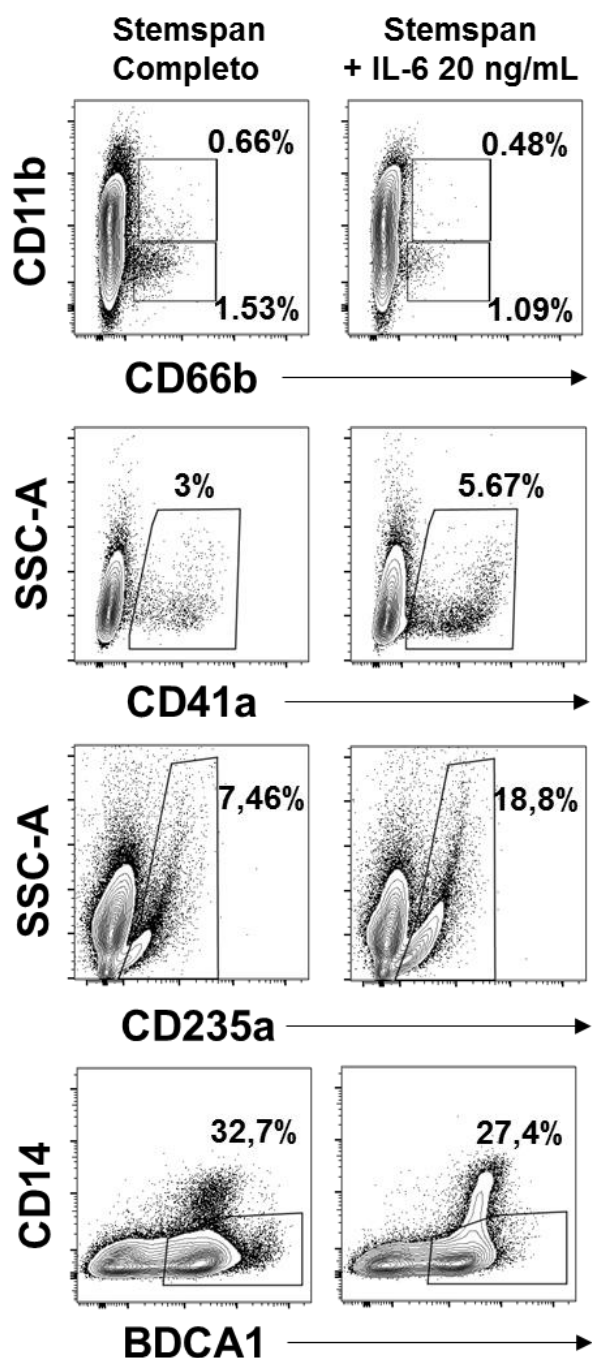 Stemspan
Completo
Stemspan
+ IL-6 20 ng/mL
CD11b
0.66%
1.53%
0.48%
1.09%
CD66b
SSC-A
3%
5.67%
CD41a
SSC-A
7,46%
18,8%
CD235a
CD14
32,7%
27,4%
BDCA1